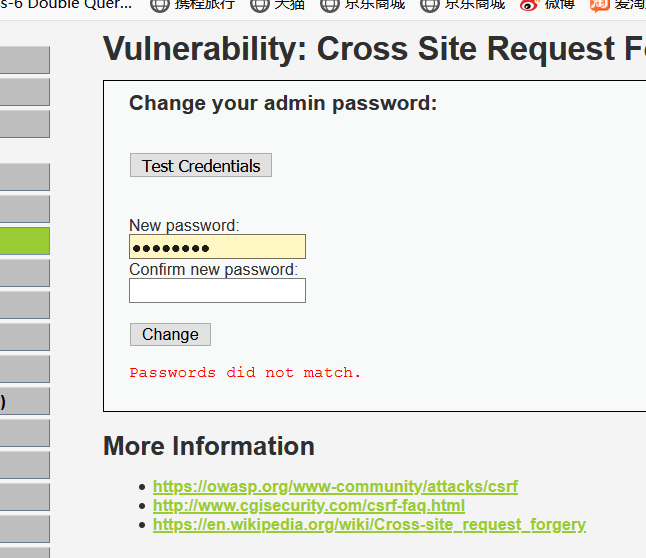 s-6 Double Quer... 携程旅行 天猫 京东商城 京东商城 微博 爱淘
Vulnerability: Cross Site Request F
Change your admin password:
Test Credentials
New password:
●●●●●●●●
Confirm new password:
Change
Passwords did not match.
)
More Information
https://owasp.org/www-community/attacks/csrf
http://www.cgisecurity.com/csrf-faq.html
https://en.wikipedia.org/wiki/Cross-site_request_forgery